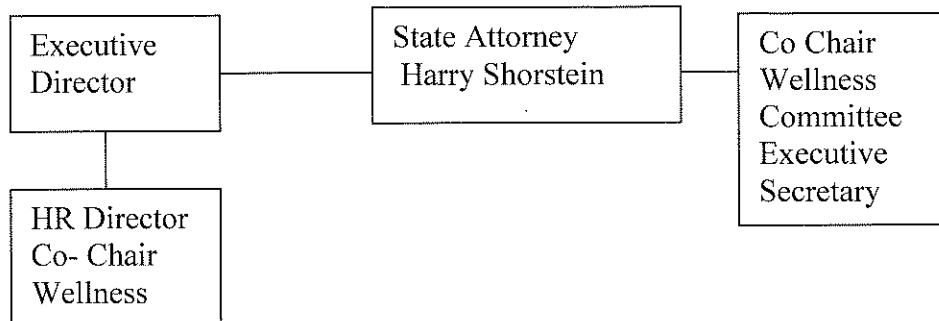 Executive
Director
State Attorney
Harry Shorstein
Co Chair
Wellness
Committee
Executive
Secretary
HR Director
Co- Chair
Wellness